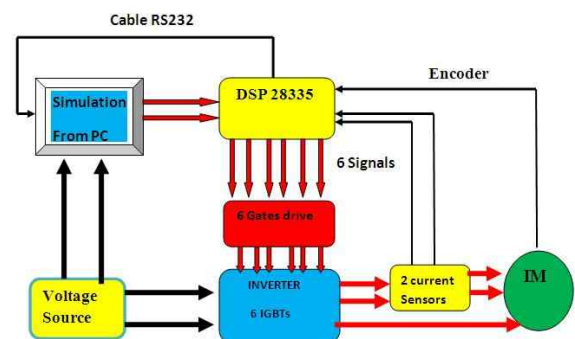 Cable RS232
Simulation
From PC
DSP 28335
Encoder
6 Signals
6 Gates drive
Voltage
Source
INVERTER
6 IGBTs
2 current
Sensors
IM